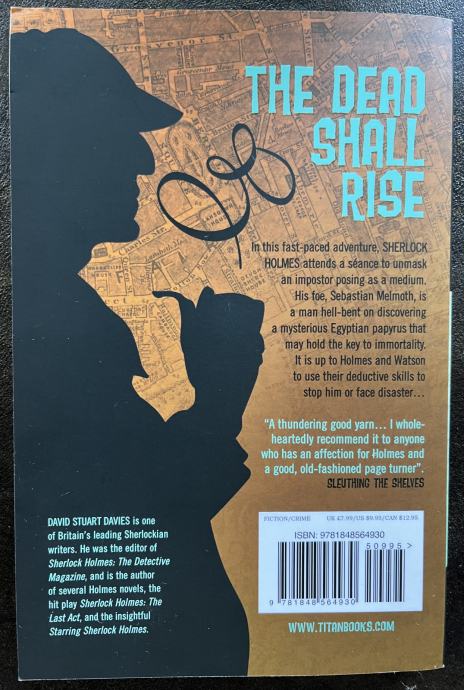 THE DEAD
SHALL
RISE
In this fast-paced adventure, SHERLOCK
HOLMES attends a séance to unmask
an impostor posing as a medium.
His foe, Sebastian Melmoth, is
a man hell-bent on discovering
a mysterious Egyptian papyrus that
may hold the key to immortality.
It is up to Holmes and Watson
to use their deductive skills to
stop him or face disaster...
"A thundering good yarn... I whole-
heartedly recommend it to anyone
who has an affection for Holmes and
a good, old-fashioned page turner".
SLEUTHING THE SHELVES
DAVID STUART DAVIES is one
of Britain's leading Sherlockian
writers. He was the editor of
Sherlock Holmes: The Detective
Magazine, and is the author
of several Holmes novels, the
hit play Sherlock Holmes: The
Last Act, and the insightful
Starring Sherlock Holmes.
FICTION/CRIME UK £7.99/US $9.95/CAN $12.95
ISBN: 9781848564930
50995 >
9 781848 564930
WWW.TITANBOOKS.COM